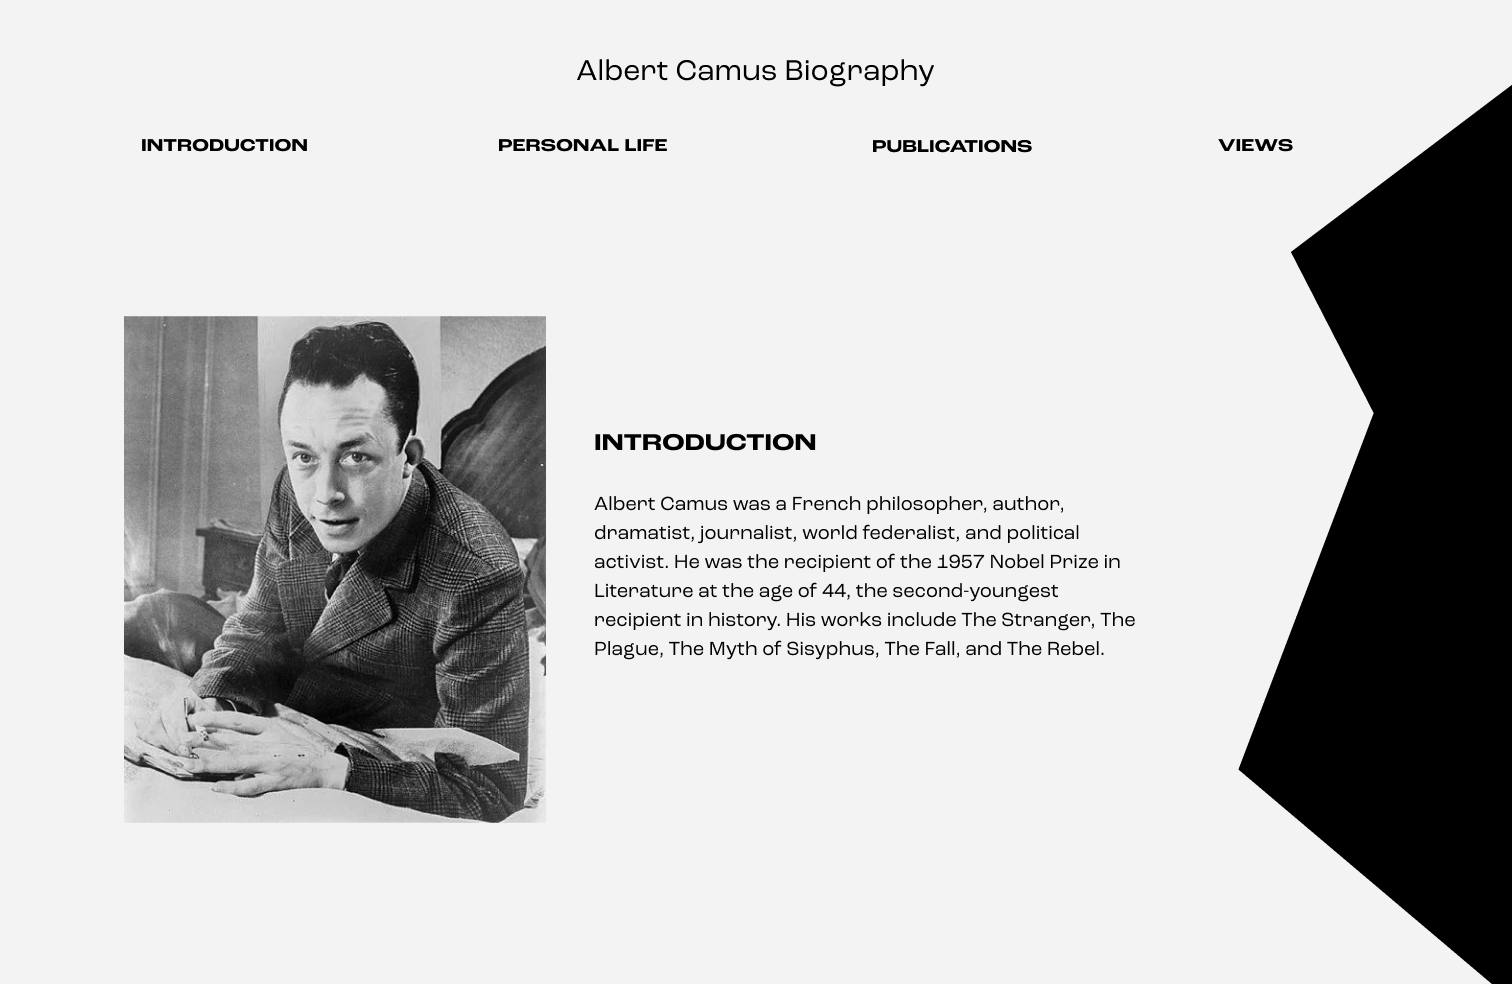 Albert Camus Biography
INTRODUCTION
PERSONAL LIFE
PUBLICATIONS
VIEWS
INTRODUCTION
Albert Camus was a French philosopher, author,
dramatist, journalist, world federalist, and political
activist. He was the recipient of the 1957 Nobel Prize in
Literature at the age of 44, the second-youngest
recipient in history. His works include The Stranger, The
Plague, The Myth of Sisyphus, The Fall, and The Rebel.